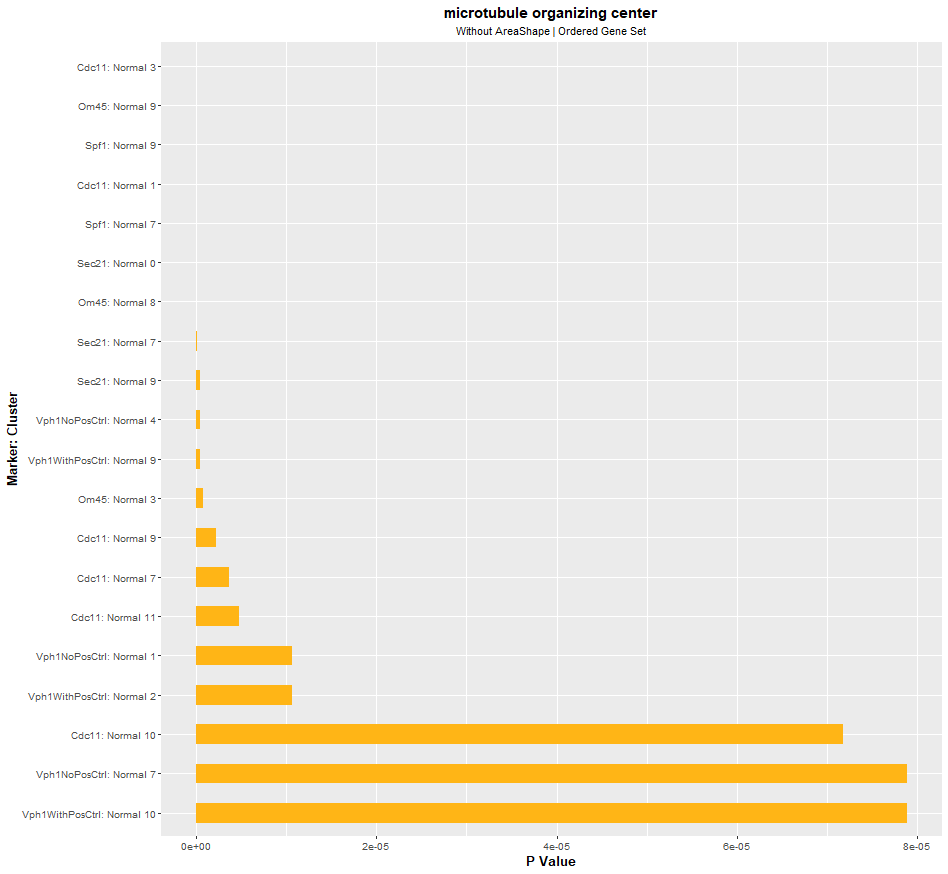 microtubule organizing center
Without AreaShape | Ordered Gene Set
Marker: Cluster
Cdc11: Normal 3
Om45: Normal 9
Spf1: Normal 9
Cdc11: Normal 1
Spf1: Normal 7
Sec21: Normal 0
Om45: Normal 8
Sec21: Normal 7
Sec21: Normal 9
Vph1NoPosCtrl: Normal 4
Vph1WithPosCtrl: Normal 9
Om45: Normal 3
Cdc11: Normal 9
Cdc11: Normal 7
Cdc11: Normal 11
Vph1NoPosCtrl: Normal 1
Vph1WithPosCtrl: Normal 2
Cdc11: Normal 10
Vph1NoPosCtrl: Normal 7
Vph1WithPosCtrl: Normal 10
0e+00 2e-05 4e-05 6e-05 8e-05
P Value